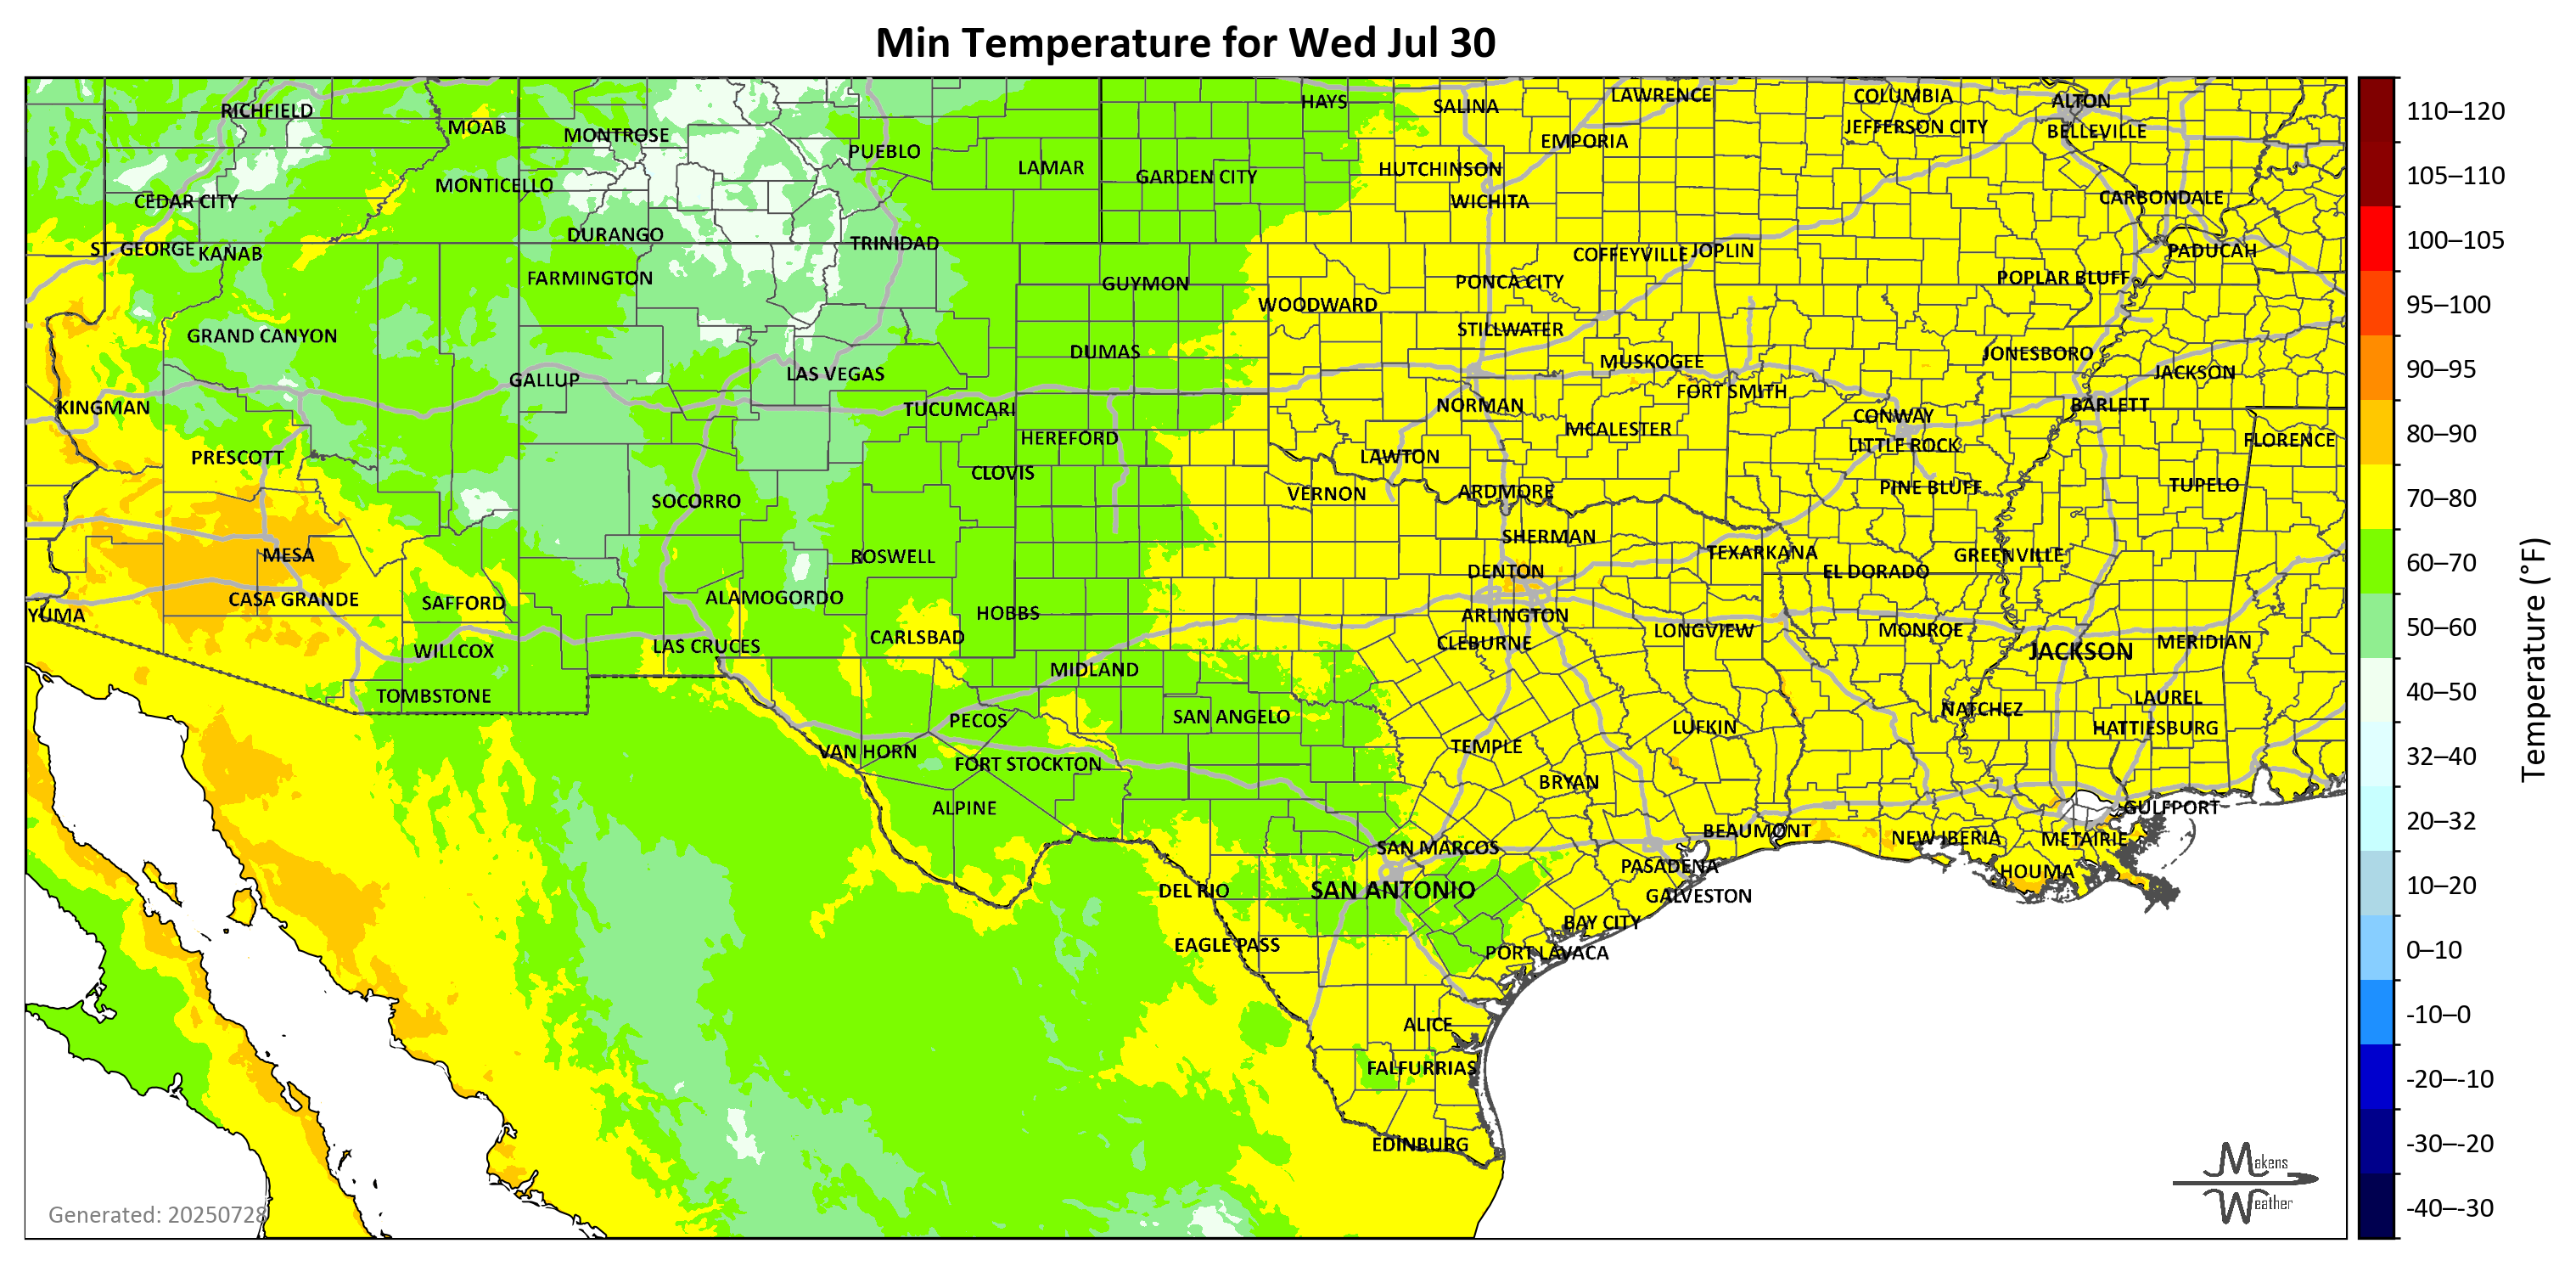 Min Temperature for Wed Jul 30
HAYS
SALINA
LAWRENCE
COLUMBIA
ALTON
RICHFIELD
MOAB
MONTROSE
JEFFERSON CITY
BELLEVILLE
PUEBLO
EMPORIA
LAMAR
GARDEN CITY
HUTCHINSON
MONTICELLO
CEDAR CITY
WICHITA
CARBONDALE
DURANGO
TRINIDAD
ST. GEORGE
KANAB
COFFEYVILLE
JOPLIN
PADUCAH
FARMINGTON
GUYMON
PONCA CITY
POPLAR BLUFF
WOODWARD
GRAND CANYON
STILLWATER
DUMAS
MUSKOGEE
JONESBORO
GALLUP
LAS VEGAS
JACKSON
FORT SMITH
KINGMAN
TUCUMCARI
NORMAN
CONWAY
BARLETT
HEREFORD
MCALESTER
LITTLE ROCK
FLORENCE
PRESCOTT
CLOVIS
LAWTON
SOCORRO
VERNON
ARDMORE
PINE BLUFF
TUPELO
SHERMAN
MESA
ROSWELL
TEXARKANA
GREENVILLE
DENTON
EL DORADO
CASA GRANDE
SAFFORD
ALAMOGORDO
YUMA
HOBBS
ARLINGTON
LAS CRUCES
CARLSBAD
CLEBURNE
LONGVIEW
MONROE
MERIDIAN
WILLCOX
JACKSON
MIDLAND
TOMBSTONE
PECOS
SAN ANGELO
NATCHEZ
LAUREL
VAN HORN
TEMPLE
LUFKIN
HATTIESBURG
FORT STOCKTON
BRYAN
ALPINE
GULFPORT
SAN MARCOS
BEAUMONT
NEW IBERIA
METAIRIE
DEL RIO
SAN ANTONIO
PASADENA
HOUMA
GALVESTON
EAGLE PASS
BAY CITY
PORT LAVACA
ALICE
FALFURRIAS
EDINBURG
Generated: 20250728
Makens
Weather
110–120
105–110
100–105
95–100
90–95
80–90
70–80
60–70
50–60
40–50
32–40
20–32
10–20
0–10
-10–0
-20–-10
-30–-20
-40–-30
Temperature (°F)